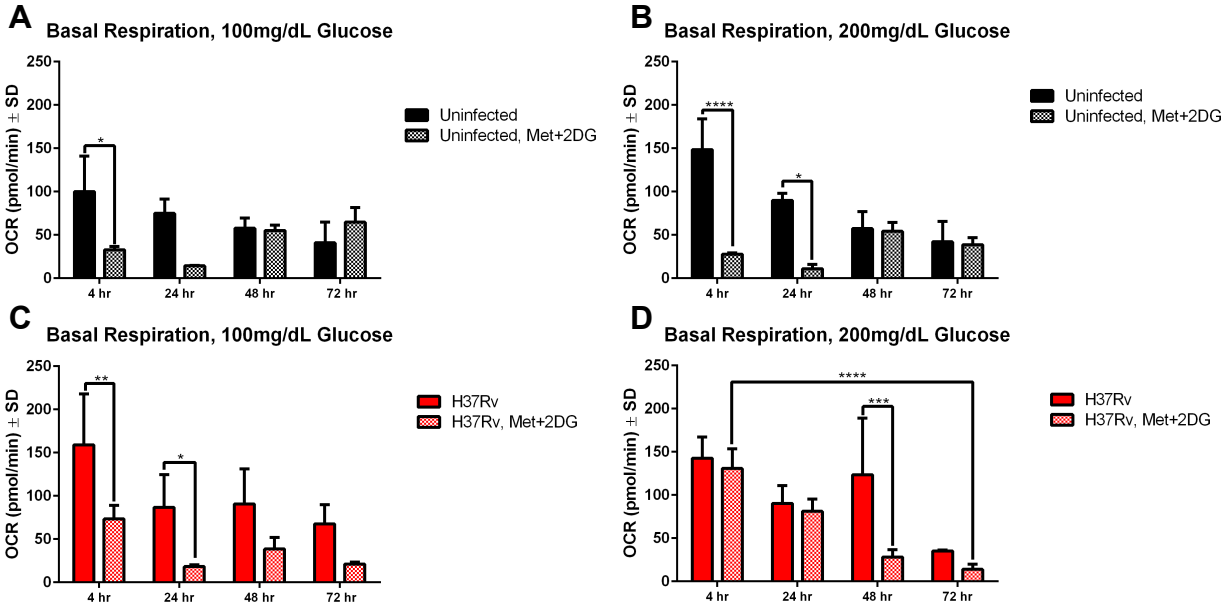 A
Basal Respiration, 100mg/dL Glucose
OCR (pmol/min) ± SD
250
200
150
100
50
0
*
4 hr
24 hr
48 hr
72 hr
Uninfected
Uninfected, Met+2DG
B
Basal Respiration, 200mg/dL Glucose
OCR (pmol/min) ± SD
250
200
150
100
50
0
****
*
4 hr
24 hr
48 hr
72 hr
Uninfected
Uninfected, Met+2DG
C
Basal Respiration, 100mg/dL Glucose
OCR (pmol/min) ± SD
250
200
150
100
50
0
**
*
4 hr
24 hr
48 hr
72 hr
H37Rv
H37Rv, Met+2DG
D
Basal Respiration, 200mg/dL Glucose
OCR (pmol/min) ± SD
250
200
150
100
50
0
****
***
4 hr
24 hr
48 hr
72 hr
H37Rv
H37Rv, Met+2DG